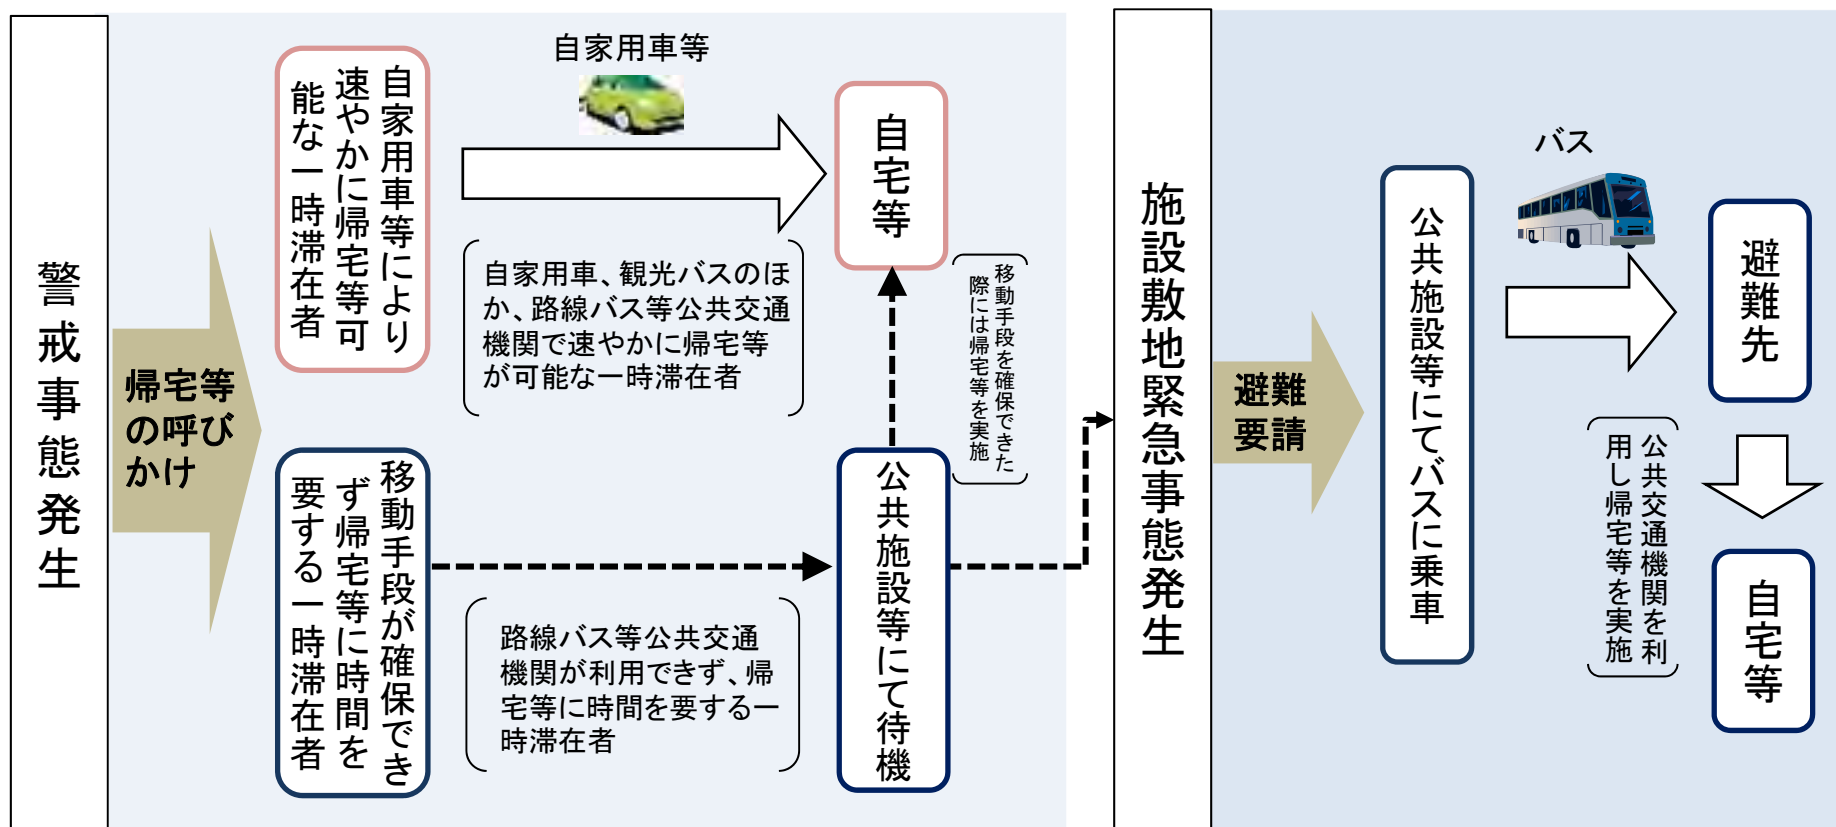 警戒事態発生
帰宅等
の呼び
かけ
自家用車等により
速やかに帰宅等可
能な一時滞在者
自家用車等
自宅等
自家用車、観光バスのほ
か、路線バス等公共交通
機関で速やかに帰宅等
が可能な一時滞在者
移動手段を確保できた
際には帰宅等を実施
移動手段が確保でき
ず帰宅等に時間を
要する一時滞在者
路線バス等公共交通
機関が利用できず、帰
宅等に時間を要する一
時滞在者
公共施設等にて待機
施設敷地緊急事態発生
避難
要請
公共施設等にてバスに乗車
バス
避難先
公共交通機関を利
用し帰宅等を実施
自宅等